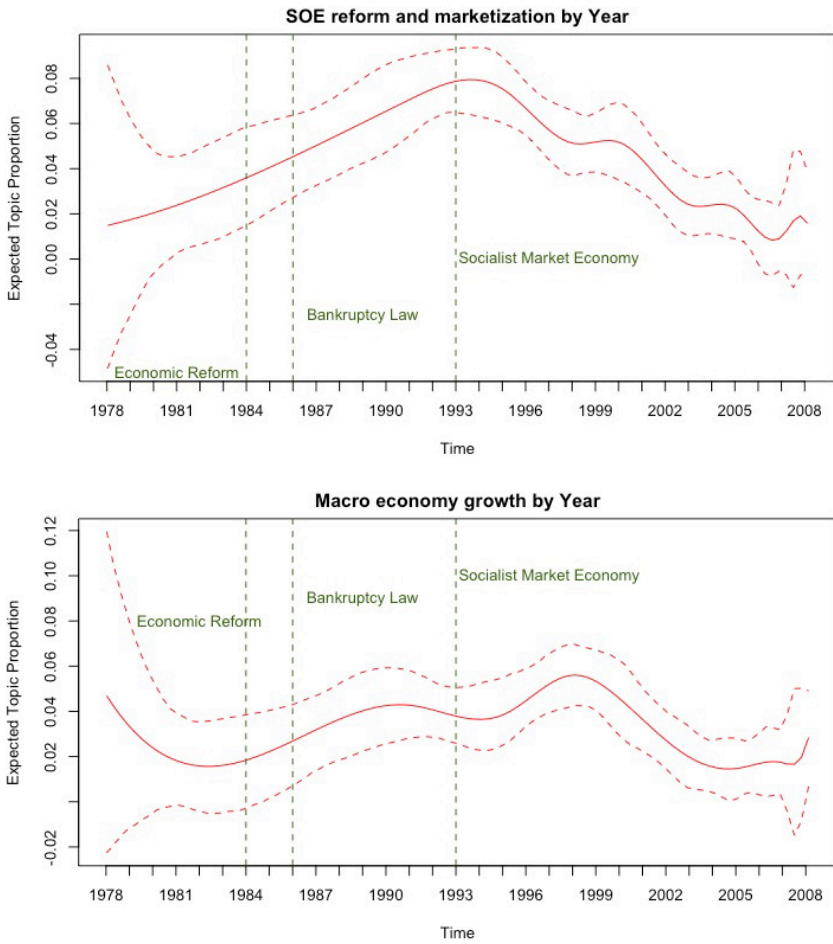 SOE reform and marketization by Year
Expected Topic Proportion
0.08
0.06
0.04
0.02
0.00
-0.04
Socialist Market Economy
Bankruptcy Law
Economic Reform
1978 1981 1984 1987 1990 1993 1996 1999 2002 2005 2008
Time
Macro economy growth by Year
Expected Topic Proportion
0.12
0.10
0.08
0.06
0.04
0.02
-0.02
Socialist Market Economy
Bankruptcy Law
Economic Reform
1978 1981 1984 1987 1990 1993 1996 1999 2002 2005 2008
Time